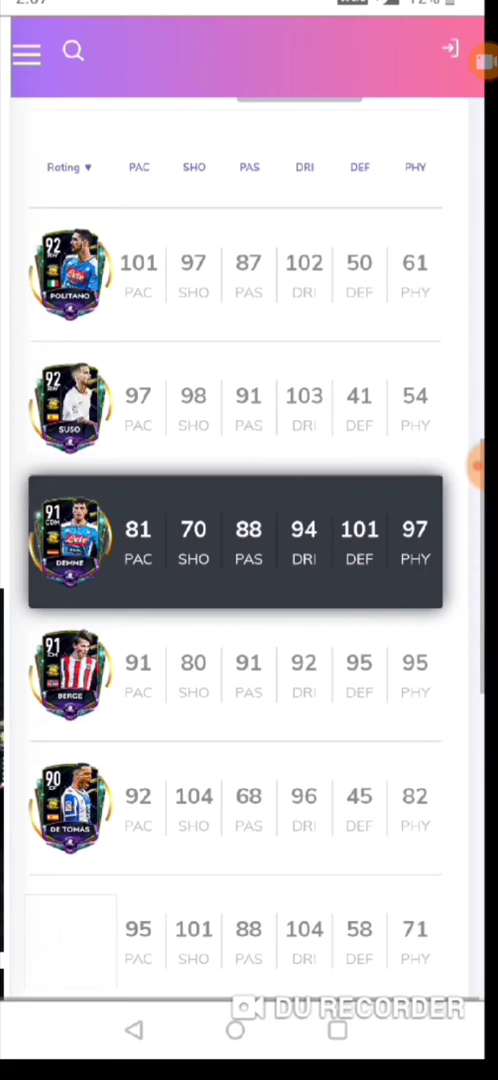 Rating ▼ PAC SHO PAS DRI DEF PHY
92
POLITANO
101 97 87 102 50 61
PAC SHO PAS DRI DEF PHY
92
SUSO
97 98 91 103 41 54
PAC SHO PAS DRI DEF PHY
91
CDM
DEMME
81 70 88 94 101 97
PAC SHO PAS DRI DEF PHY
91
CM
BERGE
91 80 91 92 95 95
PAC SHO PAS DRI DEF PHY
90
CF
DE TOMAS
92 104 68 96 45 82
PAC SHO PAS DRI DEF PHY
95 101 88 104 58 71
PAC SHO PAS DRI DEF PHY
DU RECORDER